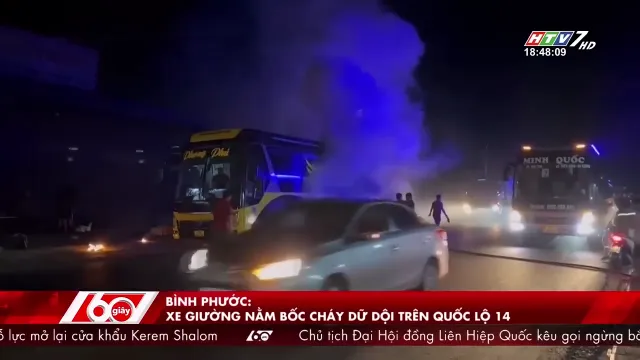 HTV7 HD
18:48:09
Phương Phú
MINH QUỐC
60 giây
BÌNH PHƯỚC:
XE GIƯỜNG NẰM BỐC CHÁY DỮ DỘI TRÊN QUỐC LỘ 14
ỗ lực mở lại cửa khẩu Kerem Shalom 60 giây Chủ tịch Đại Hội đồng Liên Hiệp Quốc kêu gọi ngừng bắ